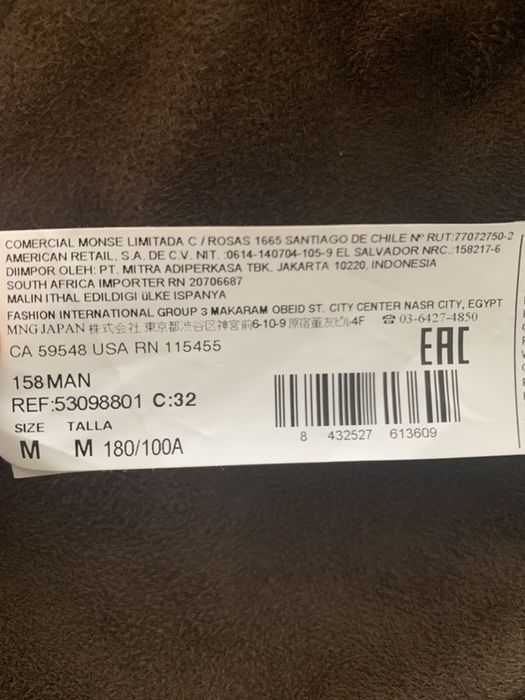 COMERCIAL MONSE LIMITADA C / ROSAS 1665 SANTIAGO DE CHILE Nº RUT:77072750-2
AMERICAN RETAIL, S.A. DE C.V. NIT. :0614-140704-105-9 EL SALVADOR NRC.:158217-6
DIIMPOR OLEH: PT. MITRA ADIPERKASA TBK. JAKARTA 10220, INDONESIA
SOUTH AFRICA IMPORTER RN 20706687
MALIN ITHAL EDILDIGI üLKE ISPANYA
FASHION INTERNATIONAL GROUP 3 MAKARAM OBEID ST. CITY CENTER NASR CITY, EGYPT
MNG JAPAN 株式会社 東京都渋谷区神宮前6-10-9 原宿董友ビル4F ☎ 03-6427-4850
CA 59548 USA RN 115455
EAC
158MAN
REF:53098801 C:32
SIZE TALLA
M M 180/100A
8 432527 613609